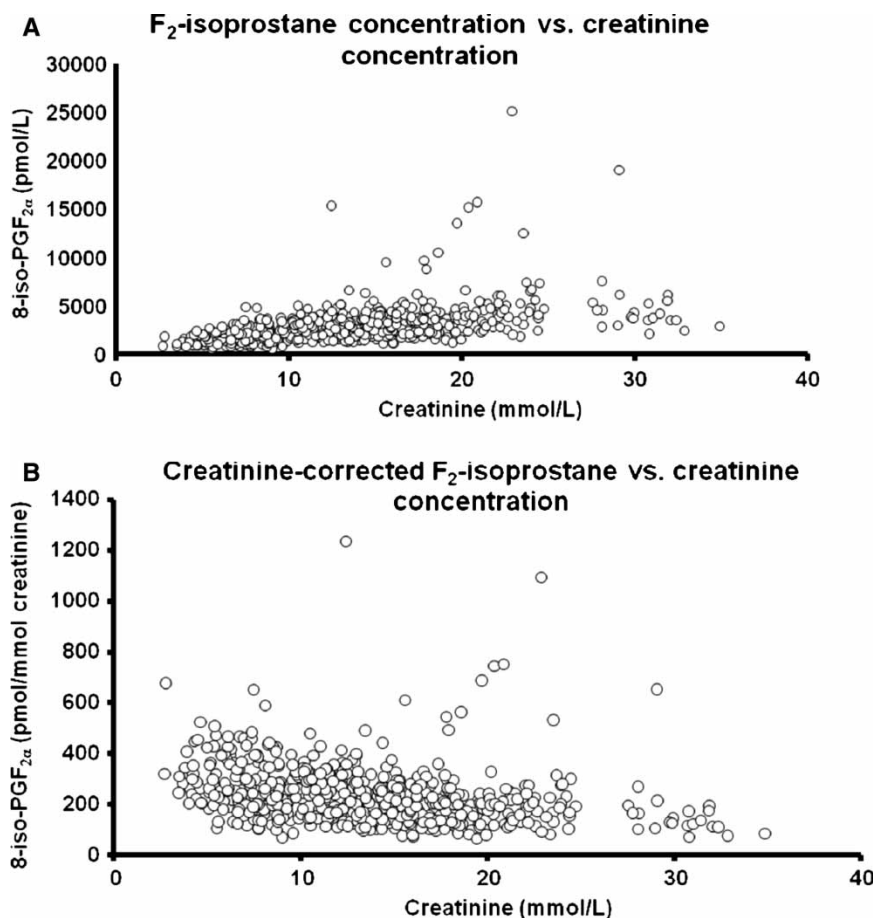 A
F₂-isoprostane concentration vs. creatinine
concentration
8-iso-PGF₂α (pmol/L)
30000
25000
20000
15000
10000
5000
0
0 10 20 30 40
Creatinine (mmol/L)
B
Creatinine-corrected F₂-isoprostane vs. creatinine
concentration
8-iso-PGF₂α (pmol/mmol creatinine)
1400
1200
1000
800
600
400
200
0
0 10 20 30 40
Creatinine (mmol/L)